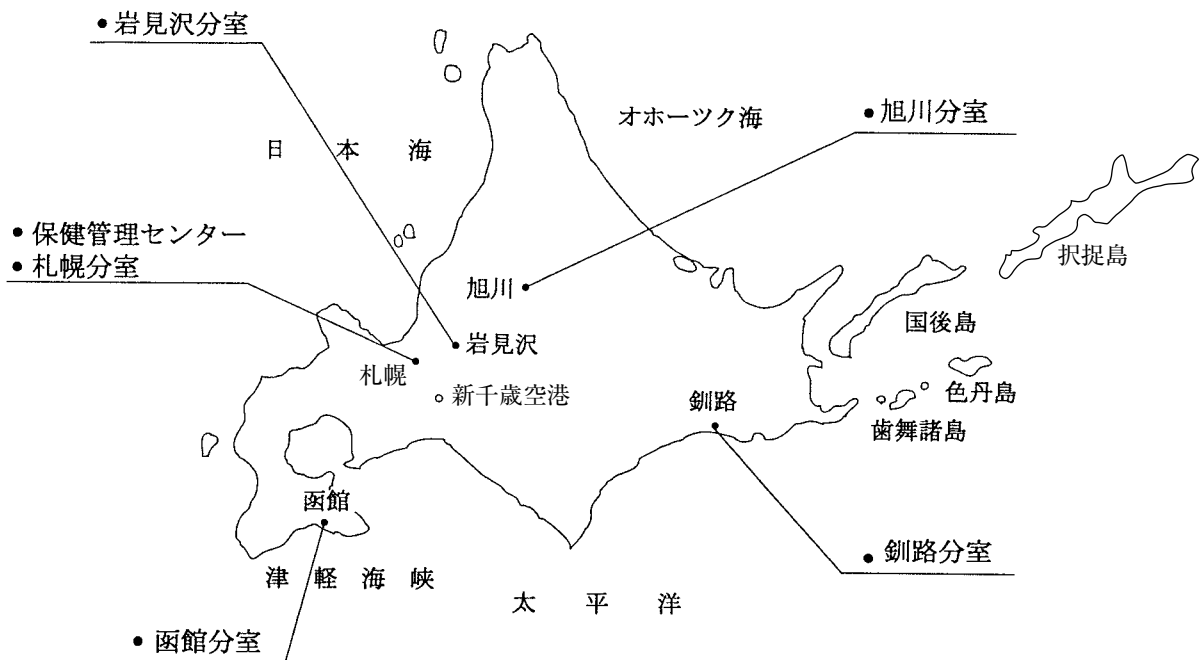 • 岩見沢分室
オホーツク海
• 旭川分室
日本海
• 保健管理センター
• 札幌分室
択捉島
旭川
国後島
岩見沢
札幌
新千歳空港
釧路
色丹島
歯舞諸島
函館
• 釧路分室
津軽海峡
太平洋
• 函館分室